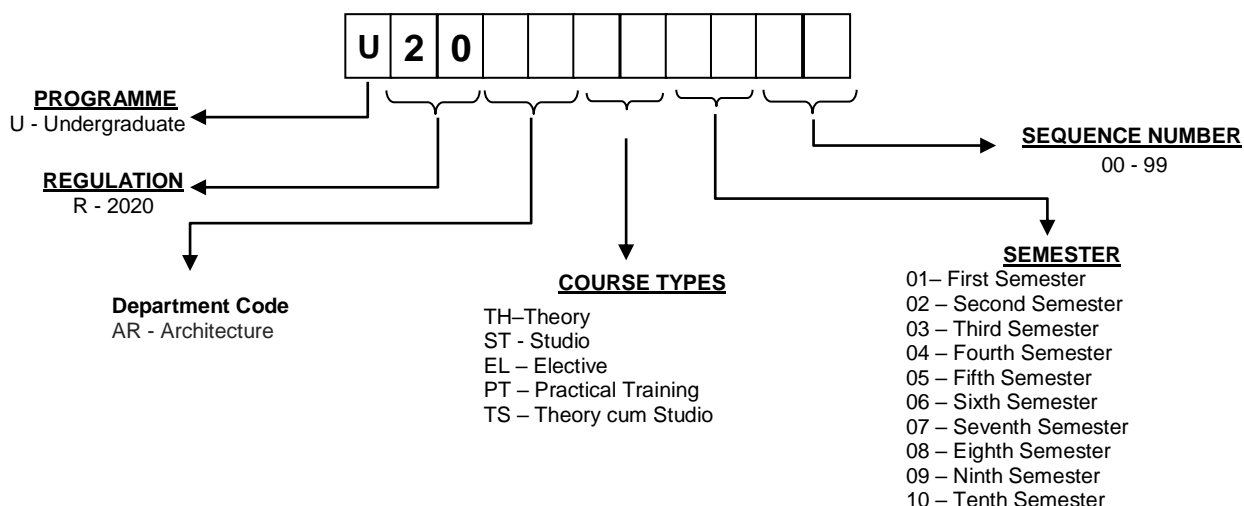 U 2 0
PROGRAMME
U - Undergraduate
SEQUENCE NUMBER
00 - 99
REGULATION
R - 2020
Department Code
AR - Architecture
COURSE TYPES
TH–Theory
ST - Studio
EL – Elective
PT – Practical Training
TS – Theory cum Studio
SEMESTER
01– First Semester
02 – Second Semester
03 – Third Semester
04 – Fourth Semester
05 – Fifth Semester
06 – Sixth Semester
07 – Seventh Semester
08 – Eighth Semester
09 – Ninth Semester
10 – Tenth Semester